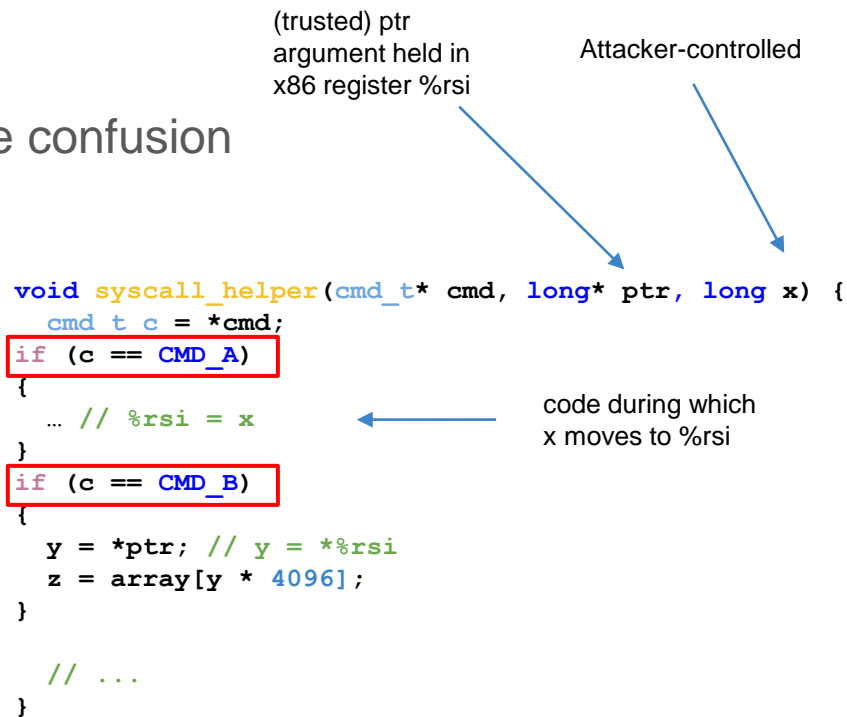 (trusted) ptr
argument held in
x86 register %rsi
Attacker-controlled
e confusion
void syscall_helper(cmd_t* cmd, long* ptr, long x) {
cmd t c = *cmd;
if (c == CMD_A)
{
… // %rsi = x
}
code during which
x moves to %rsi
if (c == CMD_B)
{
y = *ptr; // y = *%rsi
z = array[y * 4096];
}
// ...
}